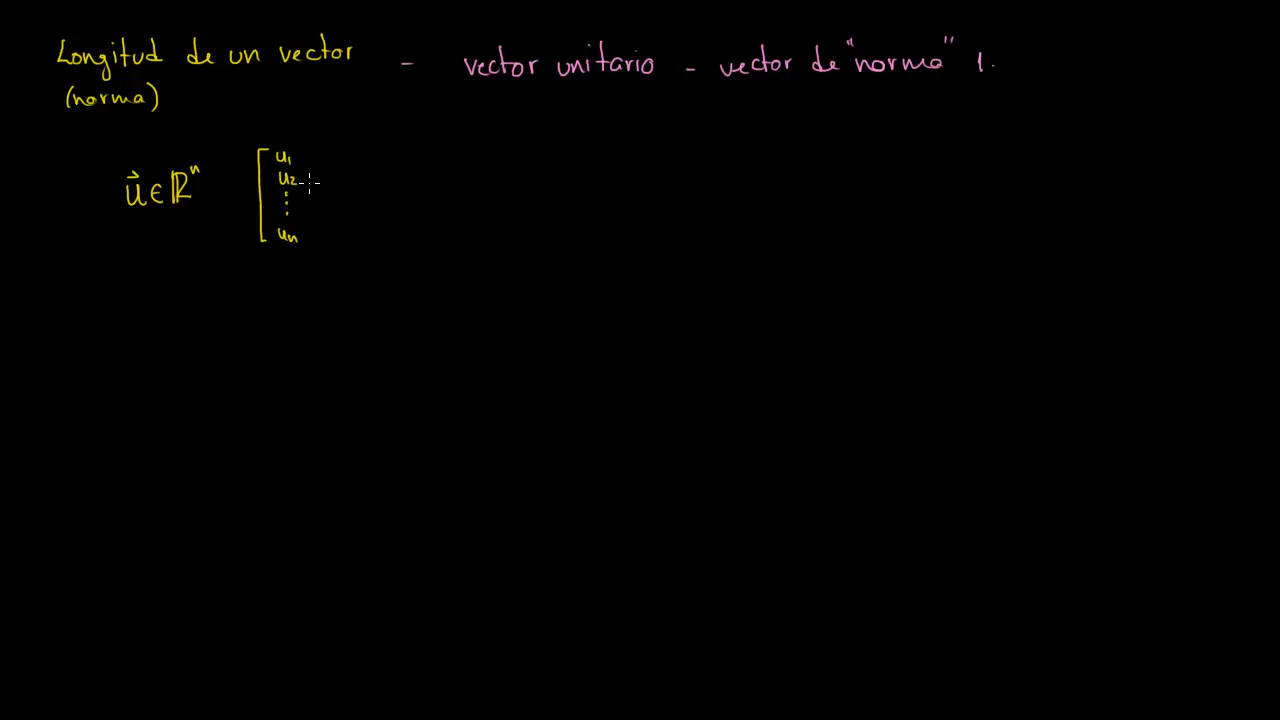 Longitud de un vector - vector unitario - vector de "norma" 1.
(norma)
u⃗ ∈ ℝⁿ [ u₁
u₂
⋮
uₙ